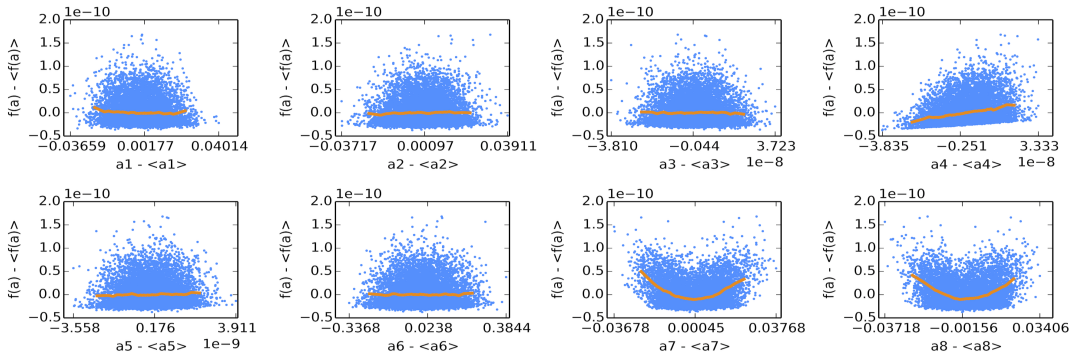 1e−10
2.0
1.5
1.0
0.5
0.0
−0.5
f(a) - <f(a)>
−0.03659 0.00177 0.04014
a1 - <a1>
1e−10
2.0
1.5
1.0
0.5
0.0
−0.5
f(a) - <f(a)>
−0.03717 0.00097 0.03911
a2 - <a2>
1e−10
2.0
1.5
1.0
0.5
0.0
−0.5
f(a) - <f(a)>
−3.810 −0.044 3.723
a3 - <a3> 1e−8
1e−10
2.0
1.5
1.0
0.5
0.0
−0.5
f(a) - <f(a)>
−3.835 −0.251 3.333
a4 - <a4> 1e−8
1e−10
2.0
1.5
1.0
0.5
0.0
−0.5
f(a) - <f(a)>
−3.558 0.176 3.911
a5 - <a5> 1e−9
1e−10
2.0
1.5
1.0
0.5
0.0
−0.5
f(a) - <f(a)>
−0.3368 0.0238 0.3844
a6 - <a6>
1e−10
2.0
1.5
1.0
0.5
0.0
−0.5
f(a) - <f(a)>
−0.03678 0.00045 0.03768
a7 - <a7>
1e−10
2.0
1.5
1.0
0.5
0.0
−0.5
f(a) - <f(a)>
−0.03718 −0.00156 0.03406
a8 - <a8>